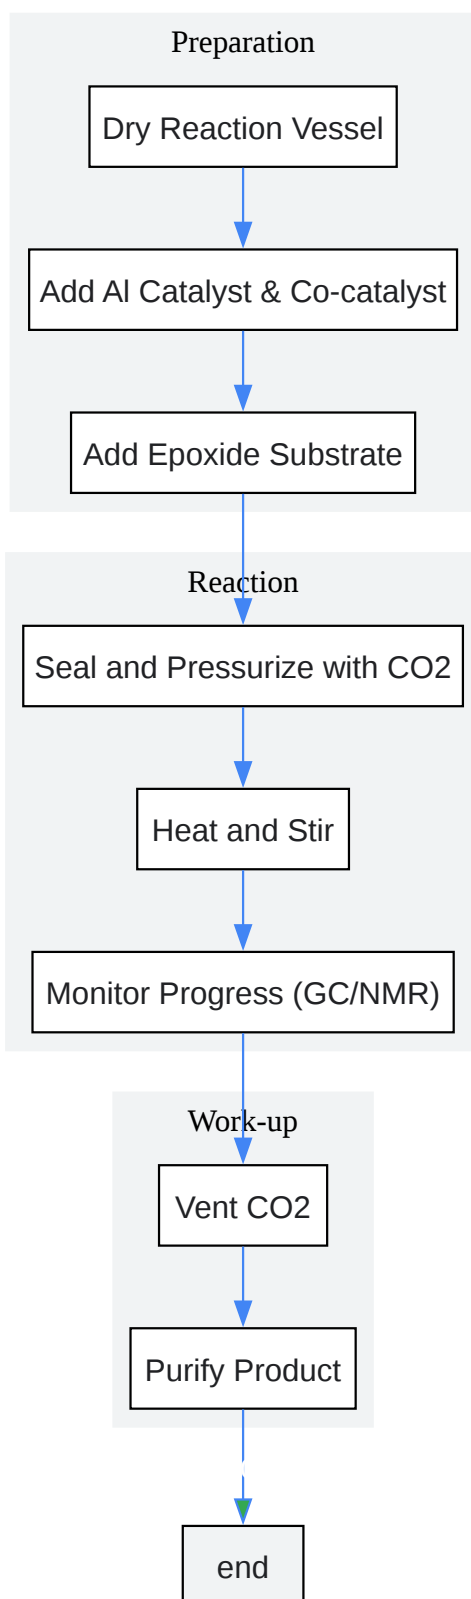 Preparation
Dry Reaction Vessel
Add Al Catalyst & Co-catalyst
Add Epoxide Substrate
Reaction
Seal and Pressurize with CO2
Heat and Stir
Monitor Progress (GC/NMR)
Work-up
Vent CO2
Purify Product
end